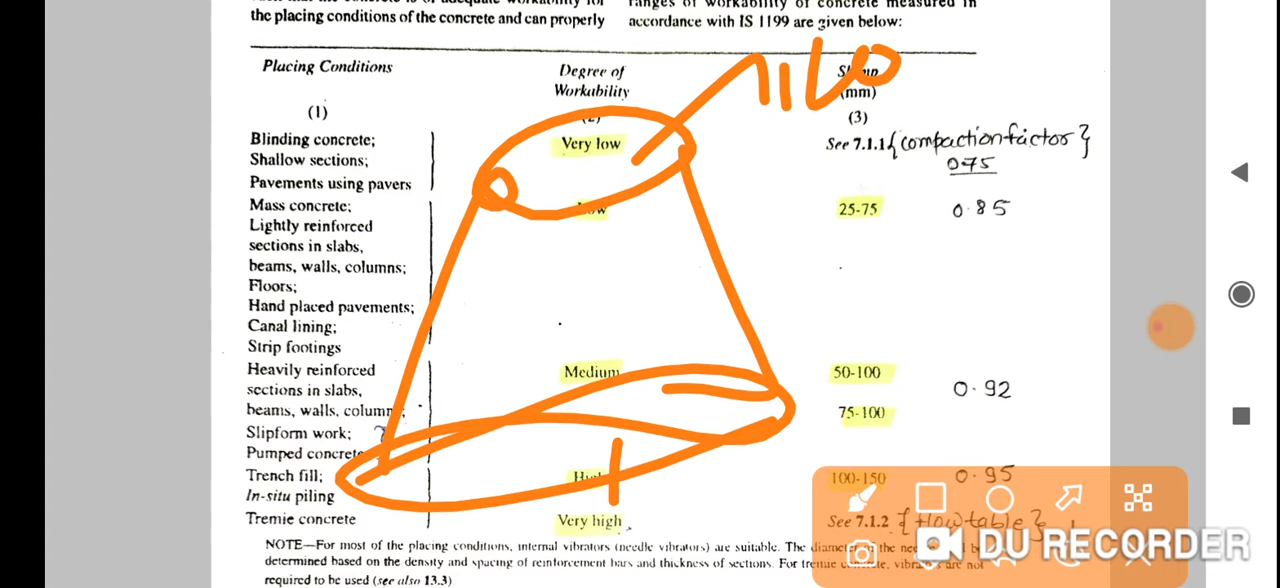 the placing conditions of the concrete and can properly
ranges of workability of concrete measured in
accordance with IS 1199 are given below:
Placing Conditions
Degree of
Workability
(mm)
(1)
(2)
(3)
Blinding concrete;
Shallow sections;
Pavements using pavers
Very low
See 7.1.1 {compaction factor}
0.75
Mass concrete;
Lightly reinforced
sections in slabs,
beams, walls, columns;
Floors;
Hand placed pavements;
Canal lining;
Strip footings
Low
25-75
0.85
Heavily reinforced
sections in slabs,
beams, walls, column
Slipform work;
Pumped concrete
Medium
50-100
75-100
0.92
Trench fill;
In-situ piling
100-150
0.95
Tremie concrete
Very high
See 7.1.2 {flow table}
DU RECORDER
NOTE—For most of the placing conditions, internal vibrators (needle vibrators) are suitable. The
determined based on the density and spacing of reinforcement bars and thickness of sections. For
required to be used (see also 13.3)